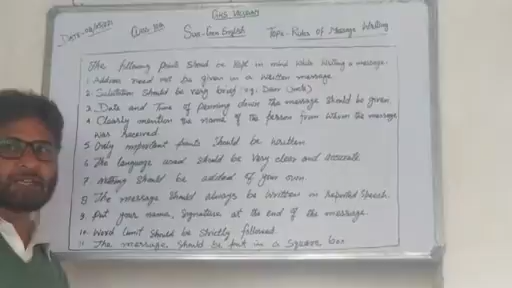 GHS
Sub- Gen English Topic- Rules of Message Writing
The following points should be kept in mind while writing a message.
1. Address need not be given in a written message.
2. Salutation should be very brief (eg. Dear Uncle)
3. Date and Time of penning down the message should be given
4. Clearly mention the name of the person from whom the message
was received.
5. Only important points should be written
6. The language used should be very clear and accurate
7. Nothing should be added of your own.
8. The message should always be written in reported speech.
9. Put your name, Signature at the end of the message.
10. Word limit should be strictly followed.
11. The message should be put in a square box